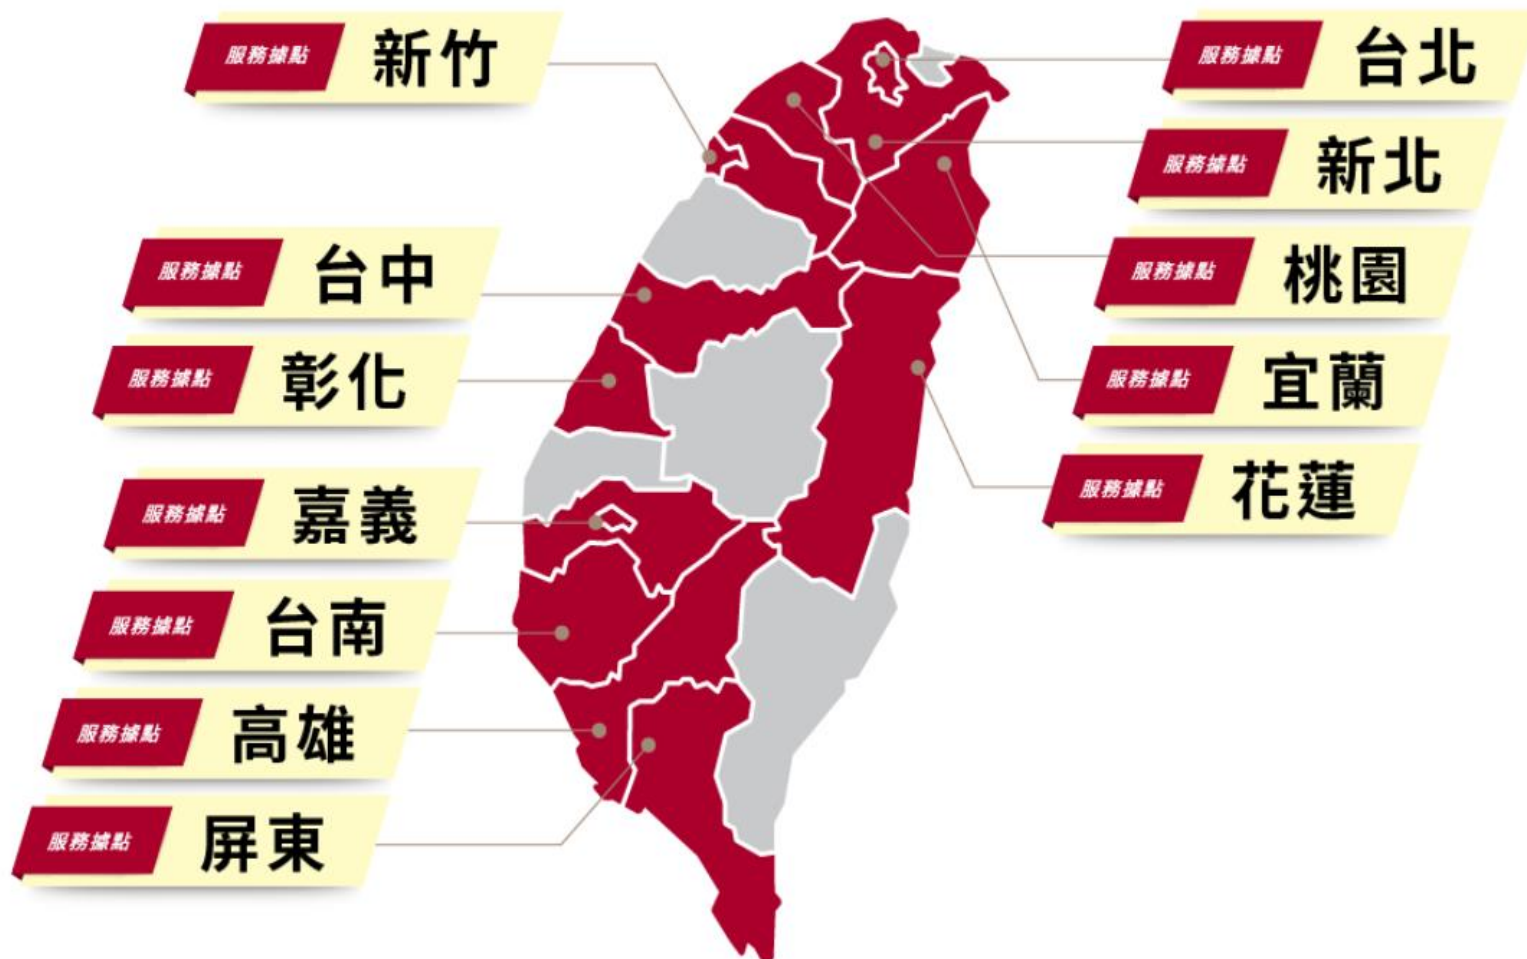 服務據點 新竹
服務據點 台中
服務據點 彰化
服務據點 嘉義
服務據點 台南
服務據點 高雄
服務據點 屏東
服務據點 台北
服務據點 新北
服務據點 桃園
服務據點 宜蘭
服務據點 花蓮